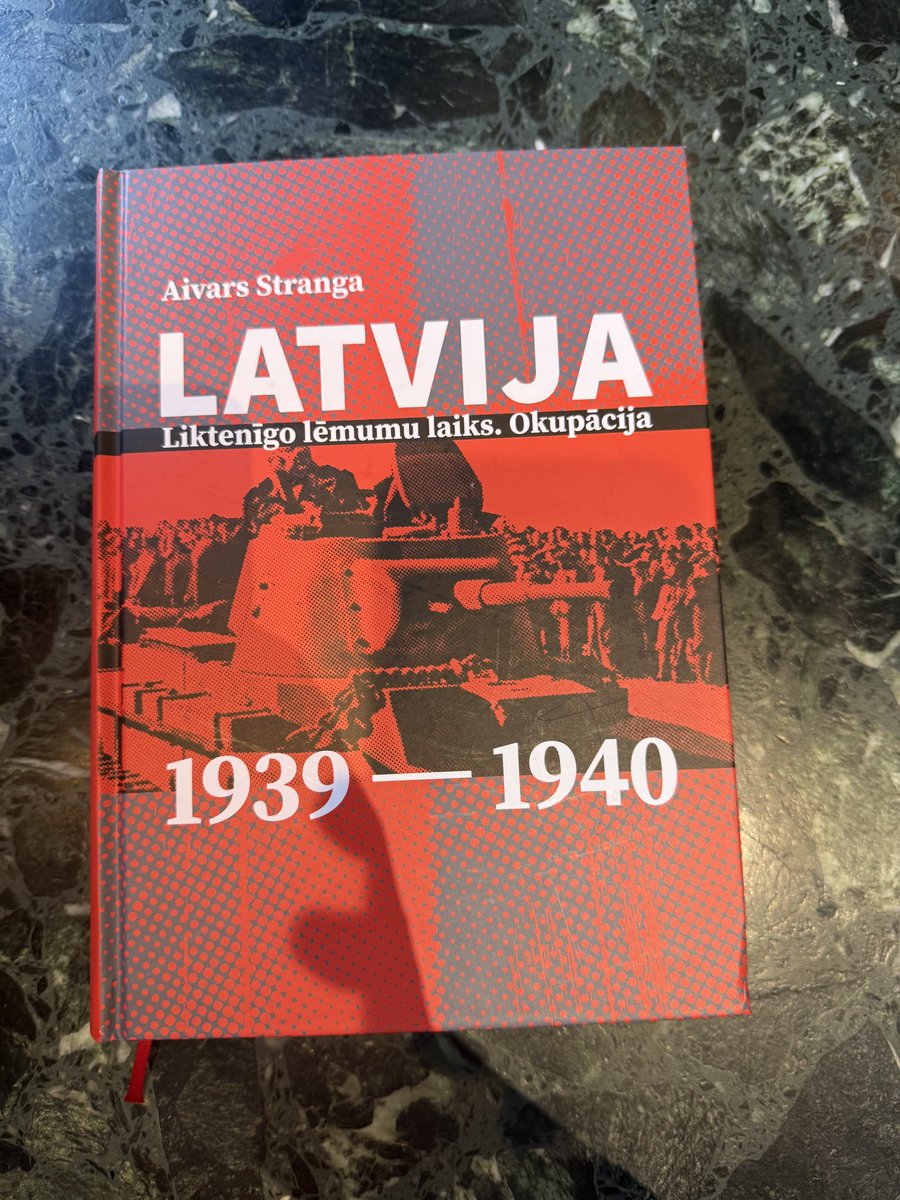 Aivars Stranga
LATVIJA
Liktenīgo lēmumu laiks. Okupācija
1939 — 1940